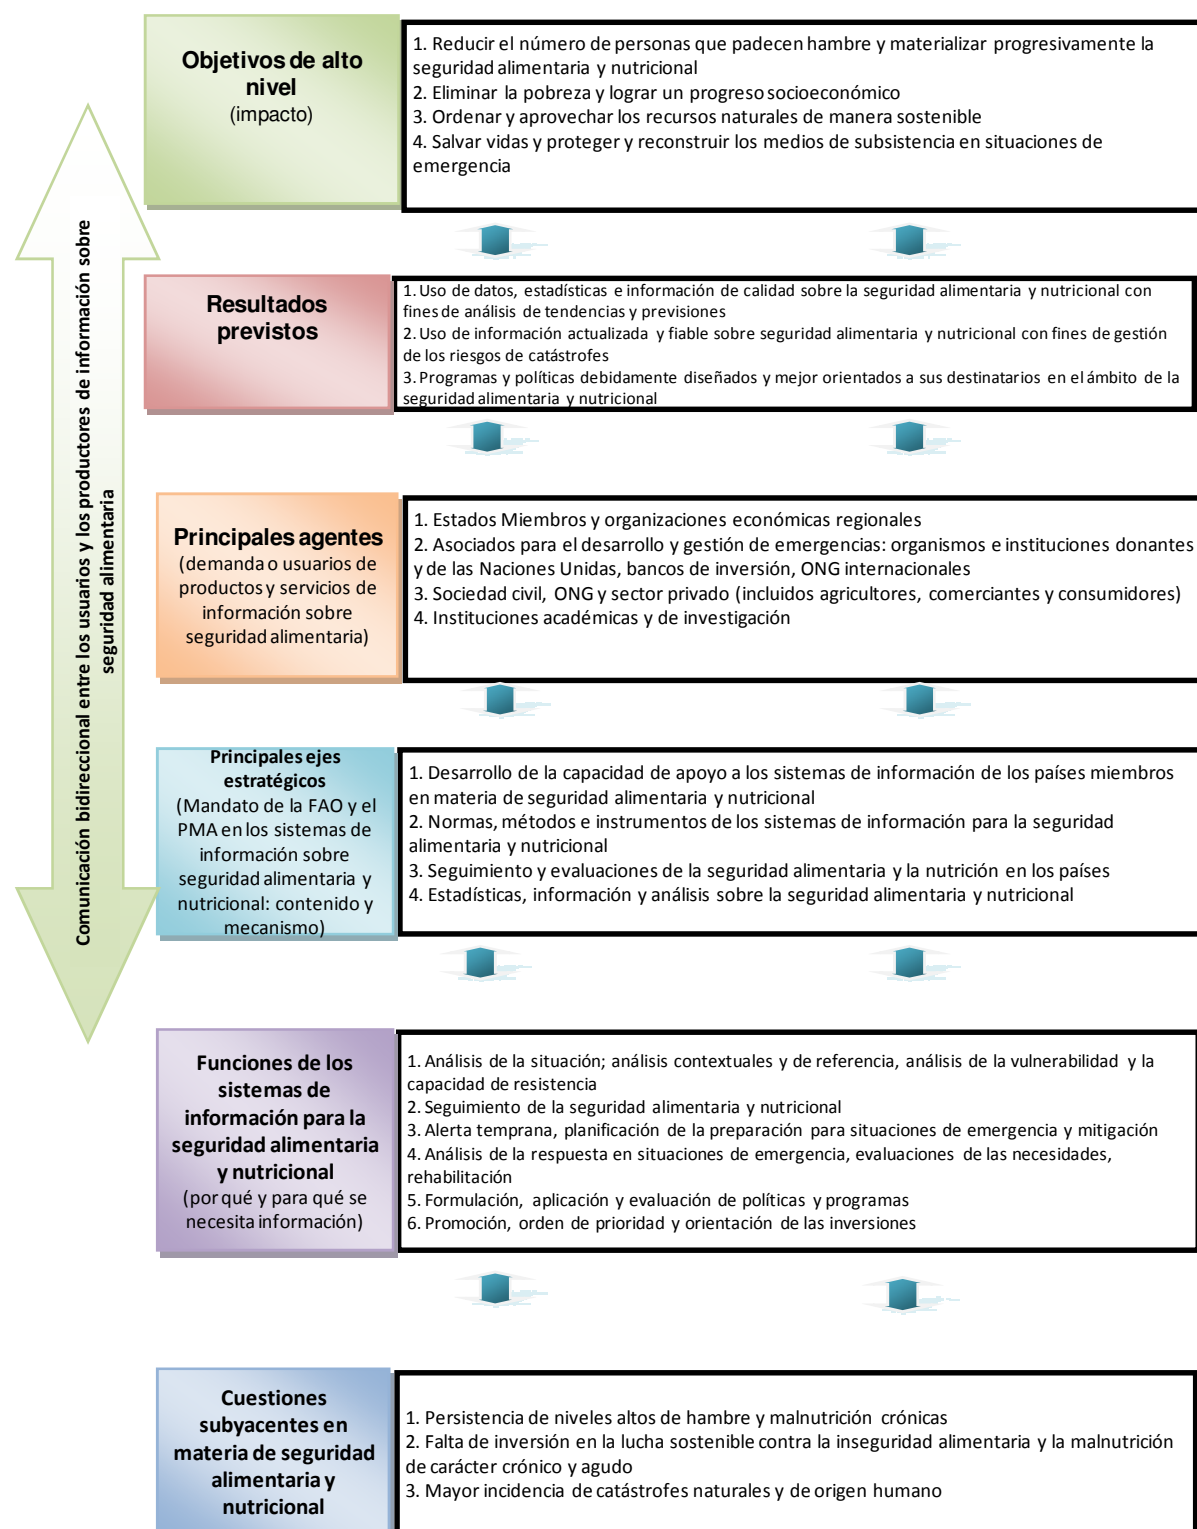 Comunicación bidireccional entre los usuarios y los productores de información sobre
seguridad alimentaria
Objetivos de alto
nivel
(impacto)
1. Reducir el número de personas que padecen hambre y materializar progresivamente la
seguridad alimentaria y nutricional
2. Eliminar la pobreza y lograr un progreso socioeconómico
3. Ordenar y aprovechar los recursos naturales de manera sostenible
4. Salvar vidas y proteger y reconstruir los medios de subsistencia en situaciones de
emergencia
Resultados
previstos
1. Uso de datos, estadísticas e información de calidad sobre la seguridad alimentaria y nutricional con
fines de análisis de tendencias y previsiones
2. Uso de información actualizada y fiable sobre seguridad alimentaria y nutricional con fines de gestión
de los riesgos de catástrofes
3. Programas y políticas debidamente diseñados y mejor orientados a sus destinatarios en el ámbito de la
seguridad alimentaria y nutricional
Principales agentes
(demanda o usuarios de
productos y servicios de
información sobre
seguridad alimentaria)
1. Estados Miembros y organizaciones económicas regionales
2. Asociados para el desarrollo y gestión de emergencias: organismos e instituciones donantes
y de las Naciones Unidas, bancos de inversión, ONG internacionales
3. Sociedad civil, ONG y sector privado (incluidos agricultores, comerciantes y consumidores)
4. Instituciones académicas y de investigación
Principales ejes
estratégicos
(Mandato de la FAO y el
PMA en los sistemas de
información sobre
seguridad alimentaria y
nutricional: contenido y
mecanismo)
1. Desarrollo de la capacidad de apoyo a los sistemas de información de los países miembros
en materia de seguridad alimentaria y nutricional
2. Normas, métodos e instrumentos de los sistemas de información para la seguridad
alimentaria y nutricional
3. Seguimiento y evaluaciones de la seguridad alimentaria y la nutrición en los países
4. Estadísticas, información y análisis sobre la seguridad alimentaria y nutricional
Funciones de los
sistemas de
información para la
seguridad alimentaria
y nutricional
(por qué y para qué se
necesita información)
1. Análisis de la situación; análisis contextuales y de referencia, análisis de la vulnerabilidad y la
capacidad de resistencia
2. Seguimiento de la seguridad alimentaria y nutricional
3. Alerta temprana, planificación de la preparación para situaciones de emergencia y mitigación
4. Análisis de la respuesta en situaciones de emergencia, evaluaciones de las necesidades,
rehabilitación
5. Formulación, aplicación y evaluación de políticas y programas
6. Promoción, orden de prioridad y orientación de las inversiones
Cuestiones
subyacentes en
materia de seguridad
alimentaria y
nutricional
1. Persistencia de niveles altos de hambre y malnutrición crónicas
2. Falta de inversión en la lucha sostenible contra la inseguridad alimentaria y la malnutrición
de carácter crónico y agudo
3. Mayor incidencia de catástrofes naturales y de origen humano